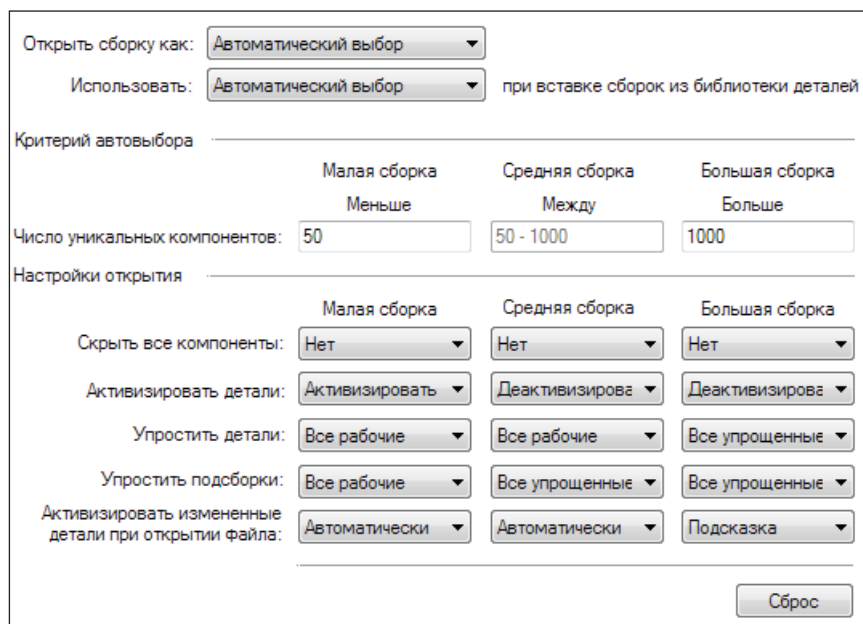 Открыть сборку как: Автоматический выбор
Использовать: Автоматический выбор при вставке сборок из библиотеки деталей
Критерий автовыбора
Малая сборка Средняя сборка Большая сборка
Меньше Между Больше
Число уникальных компонентов: 50 50 - 1000 1000
Настройки открытия
Малая сборка Средняя сборка Большая сборка
Скрыть все компоненты: Нет Нет Нет
Активизировать детали: Активизировать Деактивизирова Деактивизирова
Упростить детали: Все рабочие Все рабочие Все упрощенные
Упростить подсборки: Все рабочие Все упрощенные Все упрощенные
Активизировать измененные
детали при открытии файла: Автоматически Автоматически Подсказка
Сброс